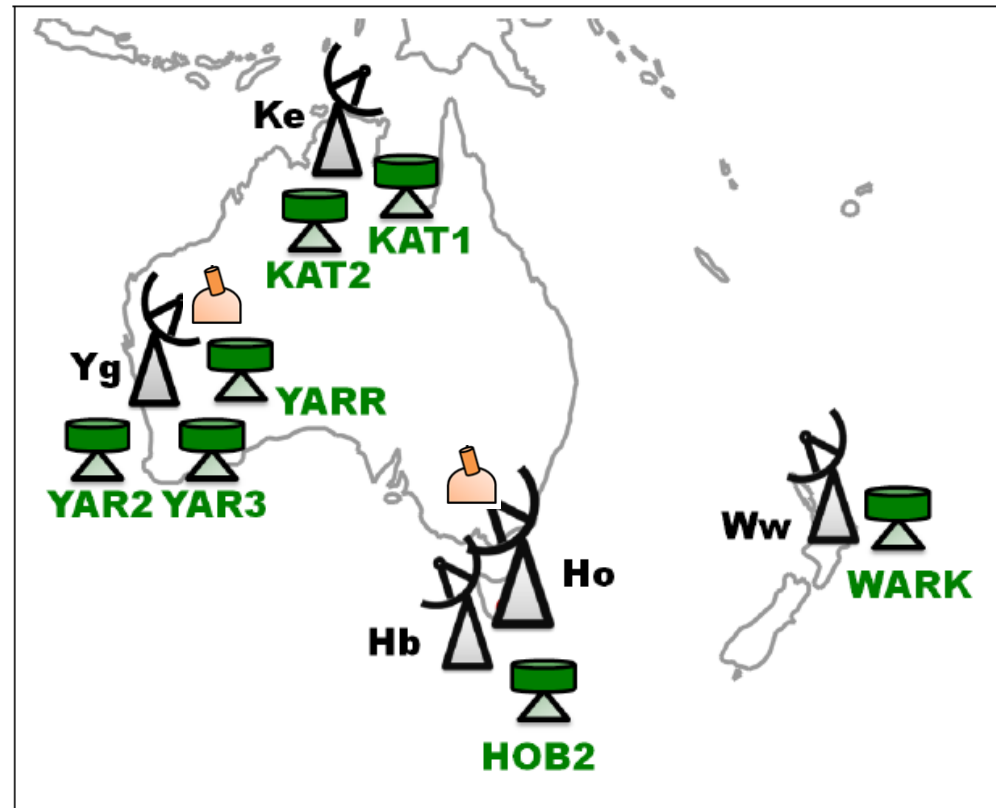 Ke
KAT1
KAT2
Yg
YARR
YAR2 YAR3
Ww
Ho
WARK
Hb
HOB2